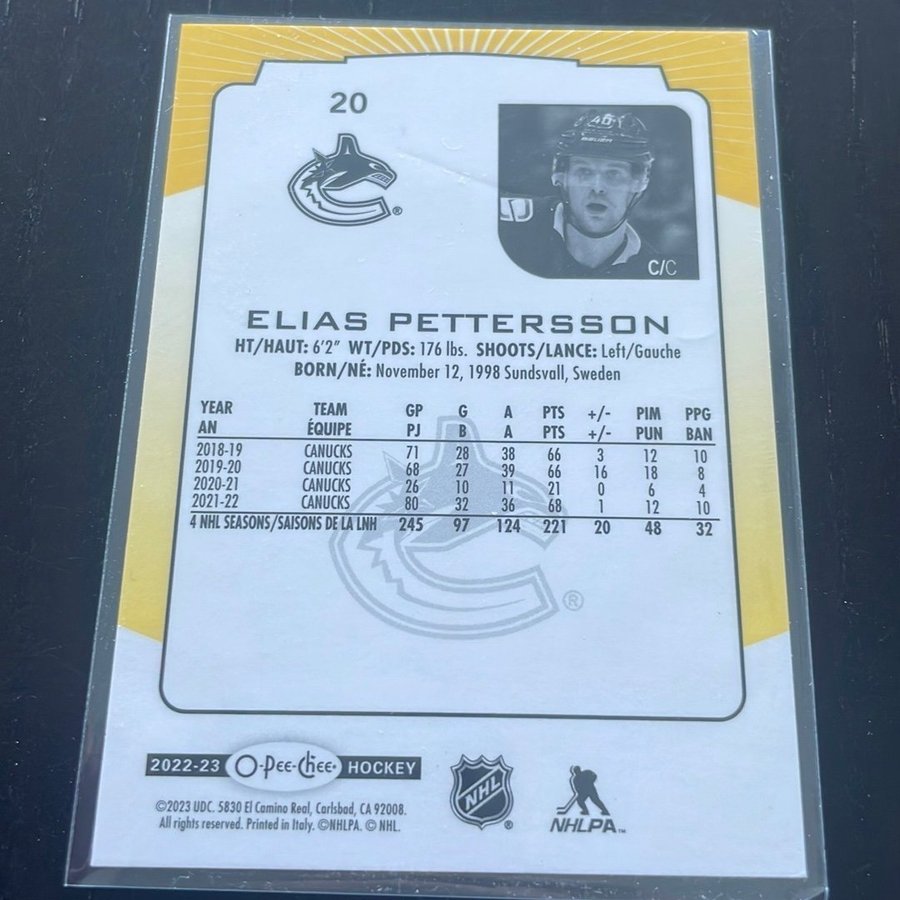 20
®
40
BAUER
C/C
ELIAS PETTERSSON
HT/HAUT: 6'2" WT/PDS: 176 lbs. SHOOTS/LANCE: Left/Gauche
BORN/NÉ: November 12, 1998 Sundsvall, Sweden
YEAR TEAM GP G A PTS +/- PIM PPG
AN ÉQUIPE PJ B A PTS +/- PUN BAN
2018-19 CANUCKS 71 28 38 66 3 12 10
2019-20 CANUCKS 68 27 39 66 16 18 8
2020-21 CANUCKS 26 10 11 21 0 6 4
2021-22 CANUCKS 80 32 36 68 1 12 10
4 NHL SEASONS/SAISONS DE LA LNH 245 97 124 221 20 48 32
®
2022-23 O-Pee-Chee HOCKEY
©2023 UDC. 5830 El Camino Real, Carlsbad, CA 92008.
All rights reserved. Printed in Italy. ©NHLPA. © NHL.
NHL ®
NHLPA™